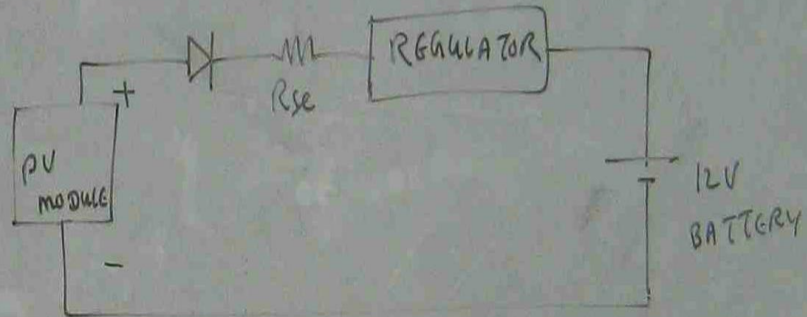 REGULATOR
+
Rse
PV
MODULE
12V
BATTERY
-